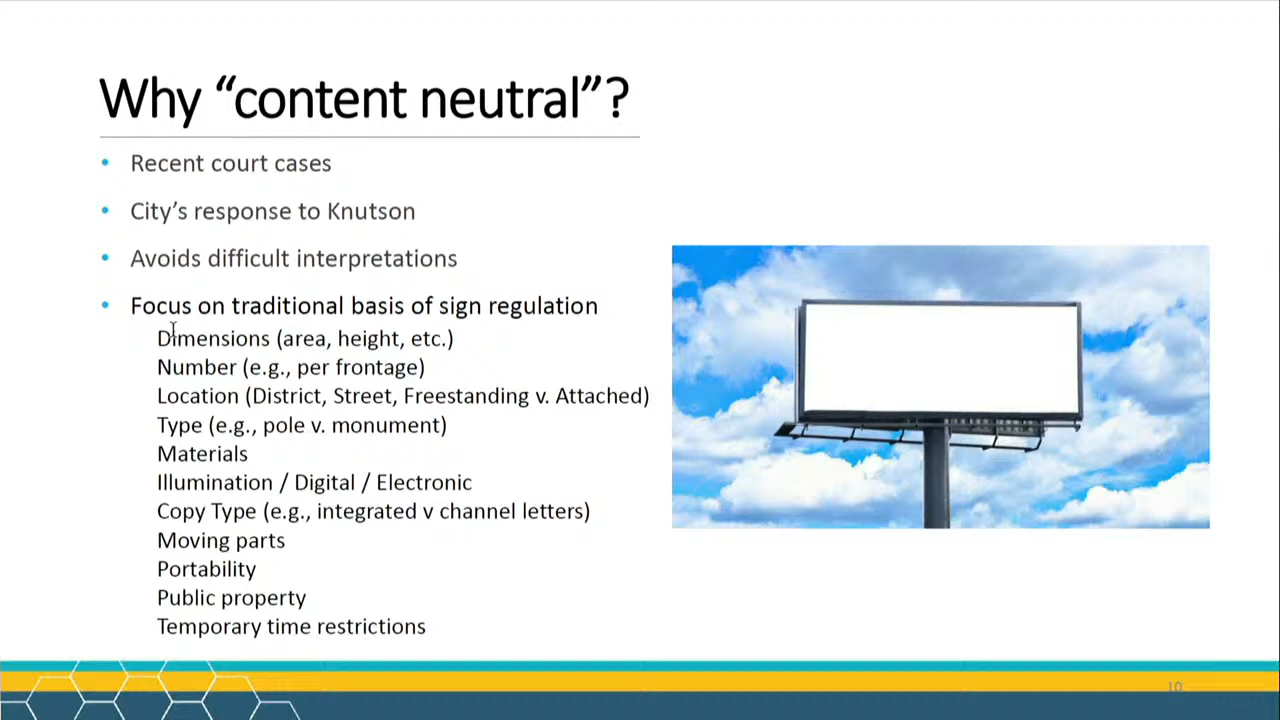 Why “content neutral”?
• Recent court cases
• City’s response to Knutson
• Avoids difficult interpretations
• Focus on traditional basis of sign regulation
Dimensions (area, height, etc.)
Number (e.g., per frontage)
Location (District, Street, Freestanding v. Attached)
Type (e.g., pole v. monument)
Materials
Illumination / Digital / Electronic
Copy Type (e.g., integrated v channel letters)
Moving parts
Portability
Public property
Temporary time restrictions
10